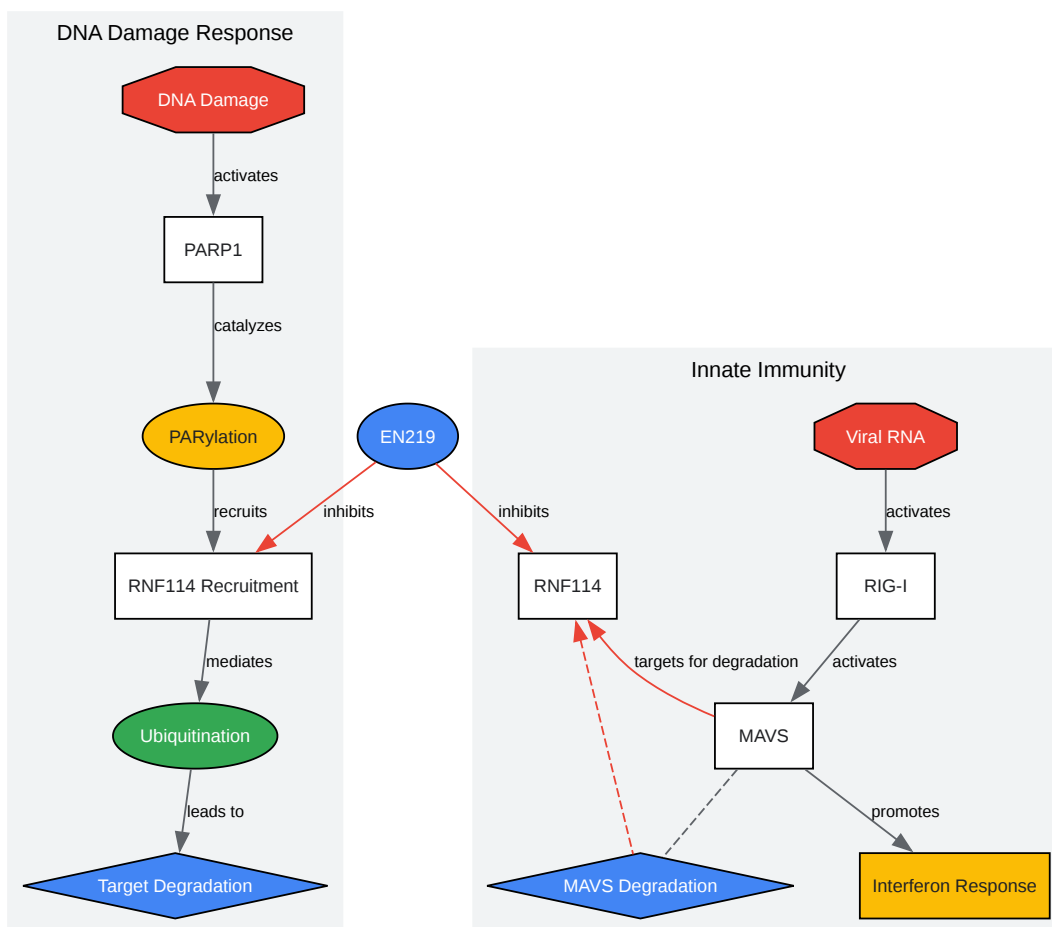 DNA Damage Response
DNA Damage
activates
PARP1
catalyzes
Innate Immunity
PARylation
EN219
Viral RNA
recruits
inhibits
inhibits
activates
RNF114 Recruitment
RNF114
RIG-I
mediates
targets for degradation
activates
Ubiquitination
MAVS
leads to
promotes
Target Degradation
MAVS Degradation
Interferon Response